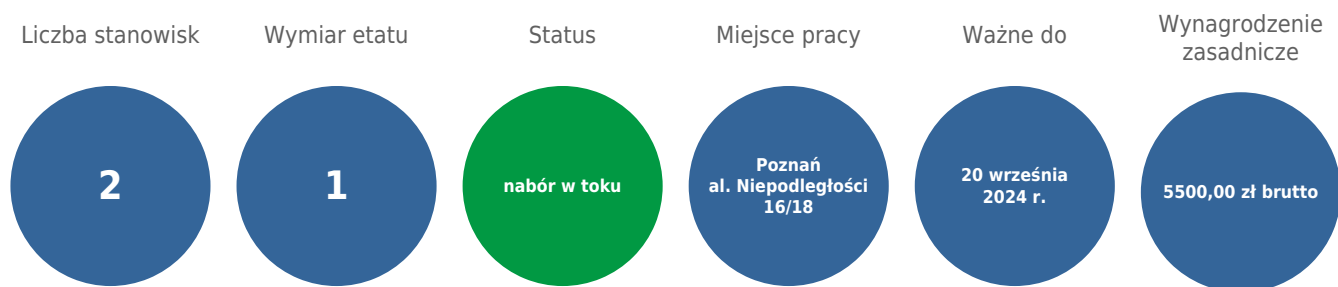 Liczba stanowisk
2
Wymiar etatu
1
Status
nabór w toku
Miejsce pracy
Poznań
al. Niepodległości
16/18
Ważne do
20 września
2024 r.
Wynagrodzenie
zasadnicze
5500,00 zł brutto